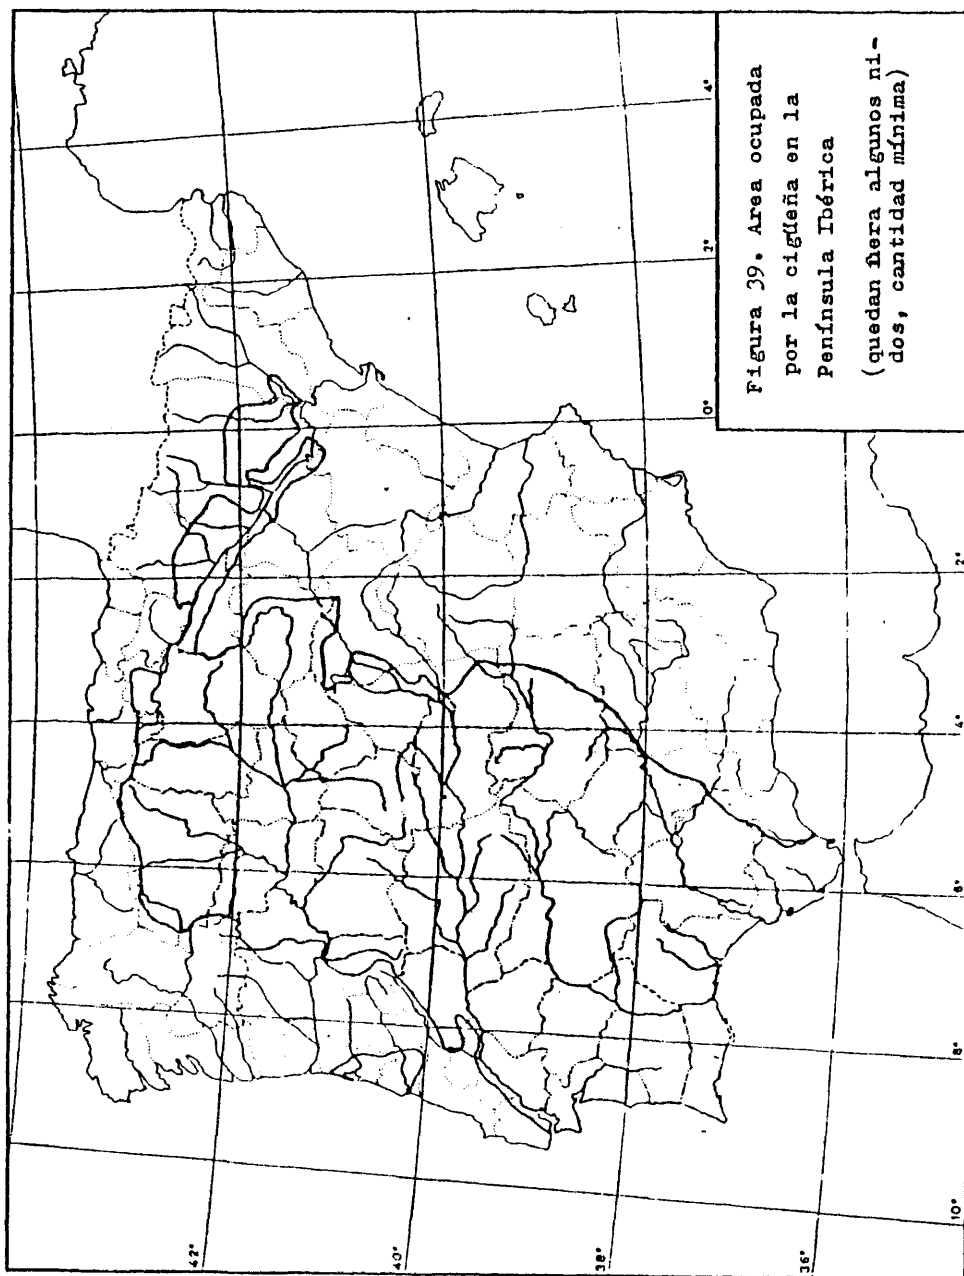 Figura 39. Area ocupada
por la cigüeña en la
Península Ibérica
(quedan fuera algunos ni-
dos, cantidad mínima)
42°
40°
38°
36°
10°
8°
6°
4°
2°
0°
2°
4°